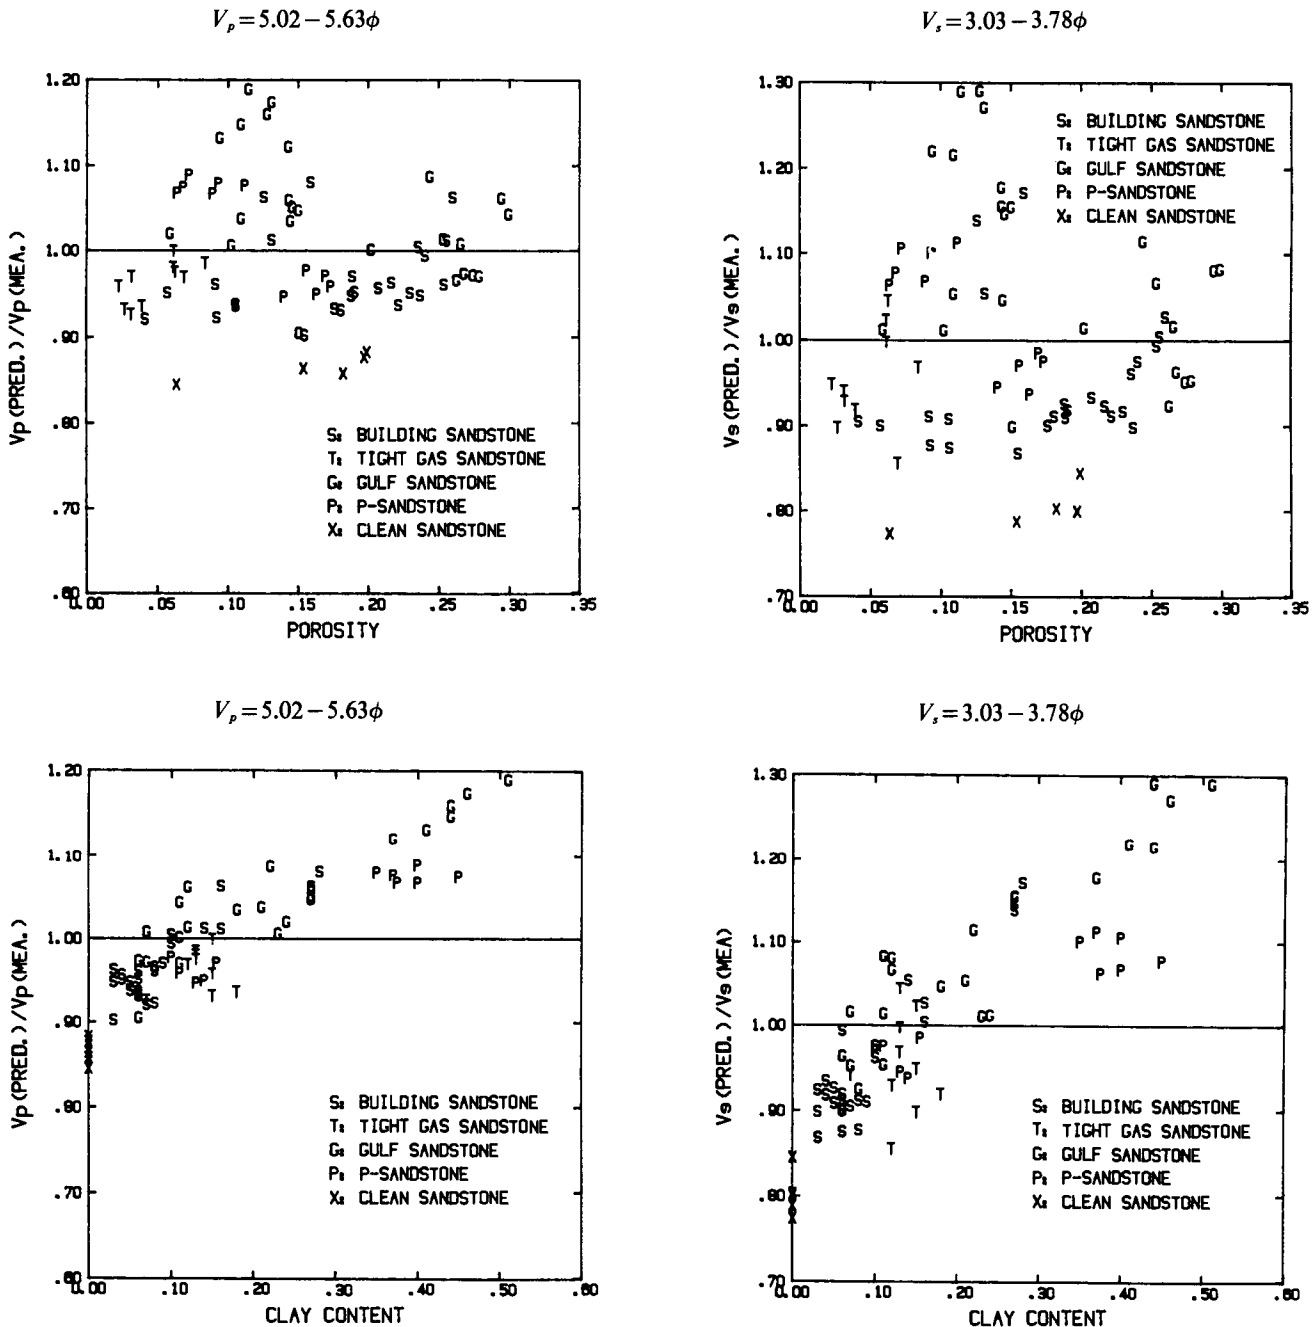 V_p = 5.02 − 5.63ϕ
1.20
1.10
1.00
.90
.80
.70
.60
Vp(PRED.)/Vp(MEA.)
S: BUILDING SANDSTONE
T: TIGHT GAS SANDSTONE
G: GULF SANDSTONE
P: P-SANDSTONE
X: CLEAN SANDSTONE
0.00 .05 .10 .15 .20 .25 .30 .35
POROSITY
V_s = 3.03 − 3.78ϕ
1.30
1.20
1.10
1.00
.90
.80
.70
Vs(PRED.)/Vs(MEA.)
S: BUILDING SANDSTONE
T: TIGHT GAS SANDSTONE
G: GULF SANDSTONE
P: P-SANDSTONE
X: CLEAN SANDSTONE
0.00 .05 .10 .15 .20 .25 .30 .35
POROSITY
V_p = 5.02 − 5.63ϕ
1.20
1.10
1.00
.90
.80
.70
.60
Vp(PRED.)/Vp(MEA.)
S: BUILDING SANDSTONE
T: TIGHT GAS SANDSTONE
G: GULF SANDSTONE
P: P-SANDSTONE
X: CLEAN SANDSTONE
0.00 .10 .20 .30 .40 .50 .60
CLAY CONTENT
V_s = 3.03 − 3.78ϕ
1.30
1.20
1.10
1.00
.90
.80
.70
Vs(PRED.)/Vs(MEA)
S: BUILDING SANDSTONE
T: TIGHT GAS SANDSTONE
G: GULF SANDSTONE
P: P-SANDSTONE
X: CLEAN SANDSTONE
0.00 .10 .20 .30 .40 .50 .60
CLAY CONTENT